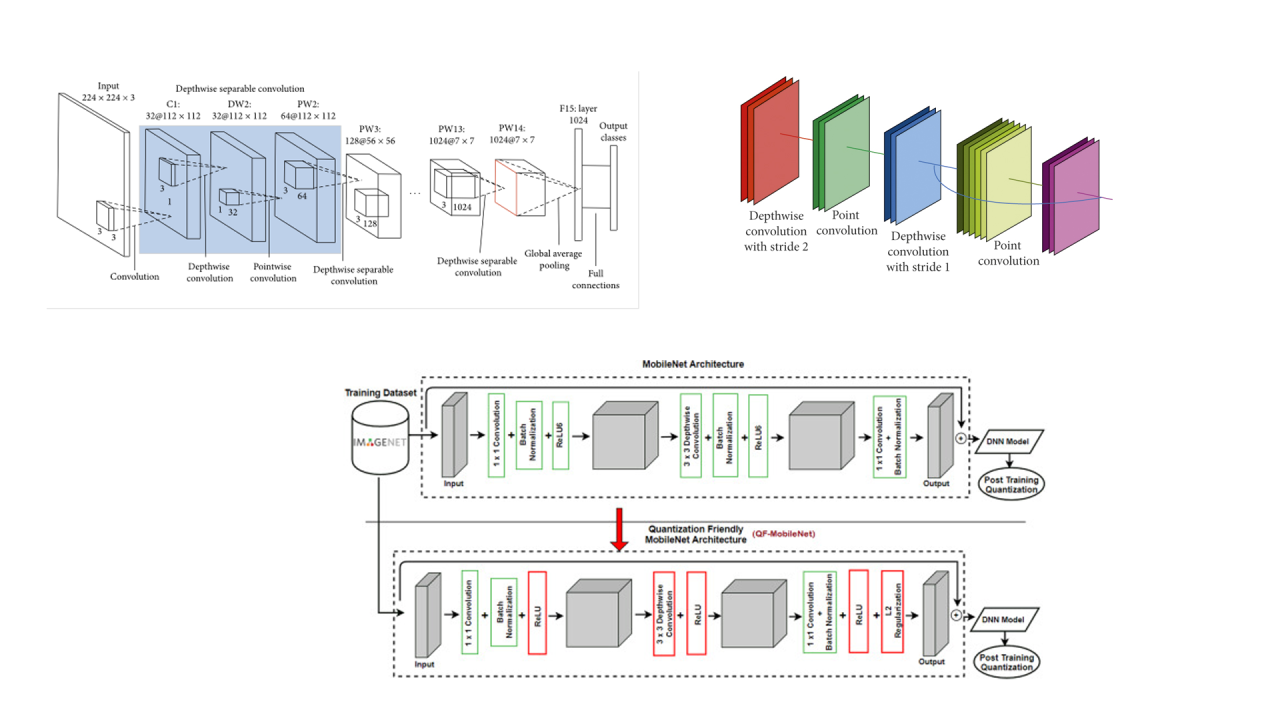 Input
224 × 224 × 3
Depthwise separable convolution
C1:
32@112 × 112
DW2:
32@112 × 112
PW2:
64@112 × 112
PW3:
128@56 × 56
PW13:
1024@7 × 7
PW14:
1024@7 × 7
F15: layer
1024
Output
classes
3
3
3
1
1
32
3
64
3
128
...
3
1024
Convolution
Depthwise
convolution
Pointwise
convolution
Depthwise separable
convolution
Depthwise separable
convolution
Global average
pooling
Full
connections
Depthwise
convolution
with stride 2
Point
convolution
Depthwise
convolution
with stride 1
Point
convolution
MobileNet Architecture
Training Dataset
IMAGENET
Input
1 x 1 Convolution
+
Batch
Normalization
+
ReLU6
3 x 3 Depthwise
Convolution
+
Batch
Normalization
+
ReLU6
1 x1 Convolution
+
Batch Normalization
Output
+
DNN Model
Post Training
Quantization
Quantization Friendly
MobileNet Architecture
(QF-MobileNet)
Input
1 x 1 Convolution
+
Batch
Normalization
+
ReLU
3 x 3 Depthwise
Convolution
+
ReLU
1 x1 Convolution
+
Batch Normalization
+
ReLU
+
L2
Regularization
Output
+
DNN Model
Post Training
Quantization